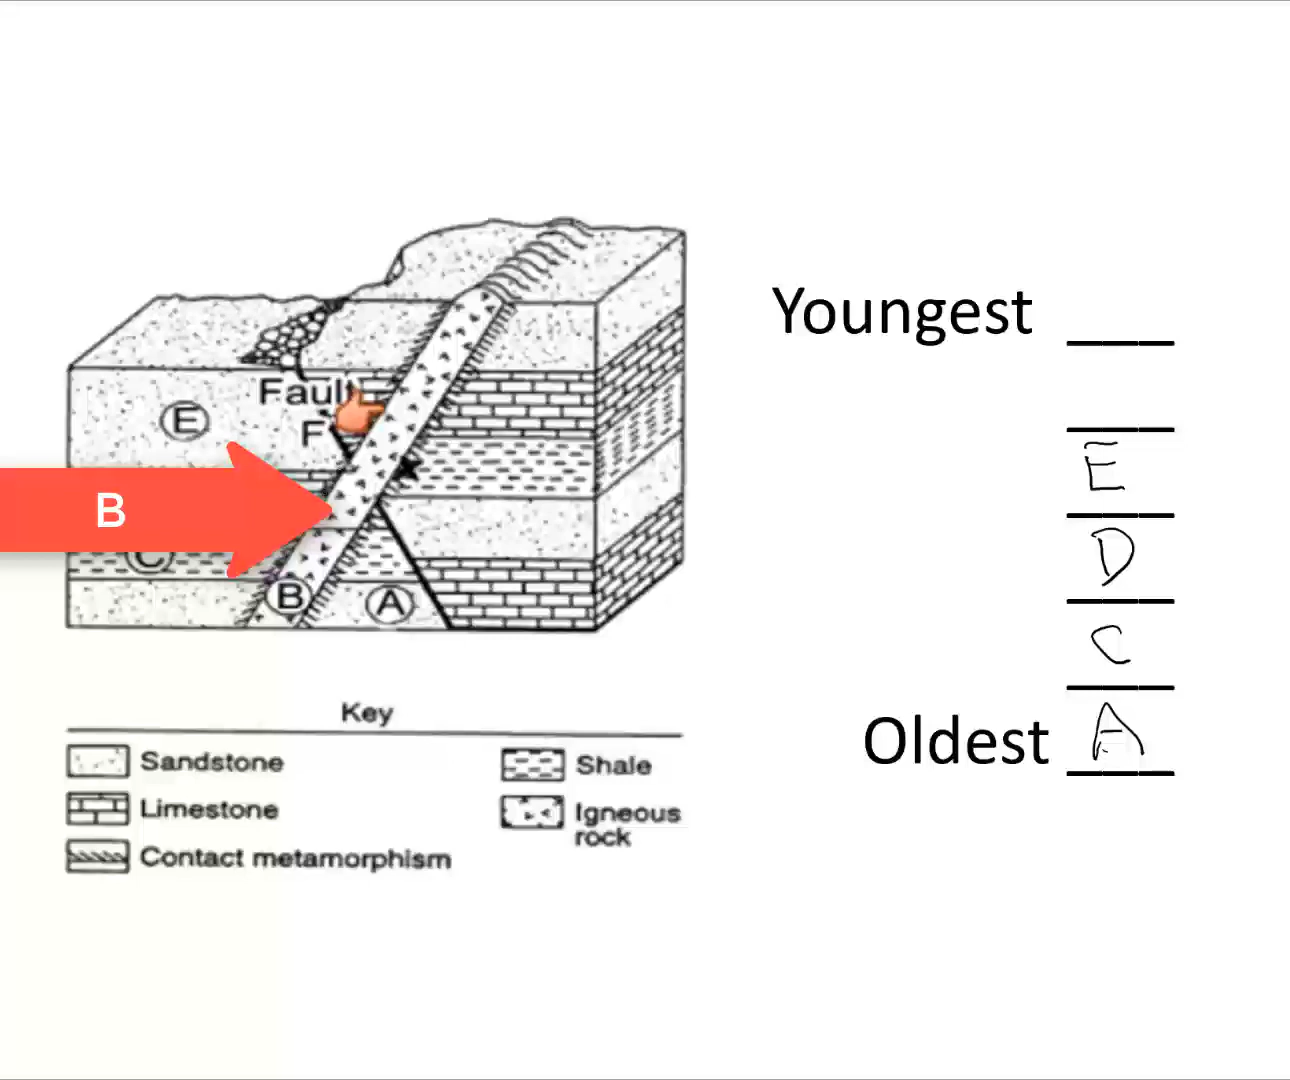 Youngest
Fault
E
F
E
B
D
C
B
A
C
Oldest A
Key
Sandstone
Shale
Limestone
Igneous
rock
Contact metamorphism